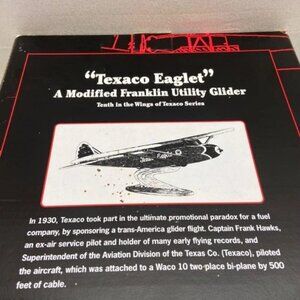 "Texaco Eaglet"
A Modified Franklin Utility Glider
Tenth in the Wings of Texaco Series
In 1930, Texaco took part in the ultimate promotional paradox for a fuel
company, by sponsoring a trans-America glider flight. Captain Frank Hawks,
an ex-air service pilot and holder of many early flying records, and
Superintendent of the Aviation Division of the Texas Co. (Texaco), piloted
the aircraft, which was attached to a Waco 10 two-place bi-plane by 500
feet of cable.